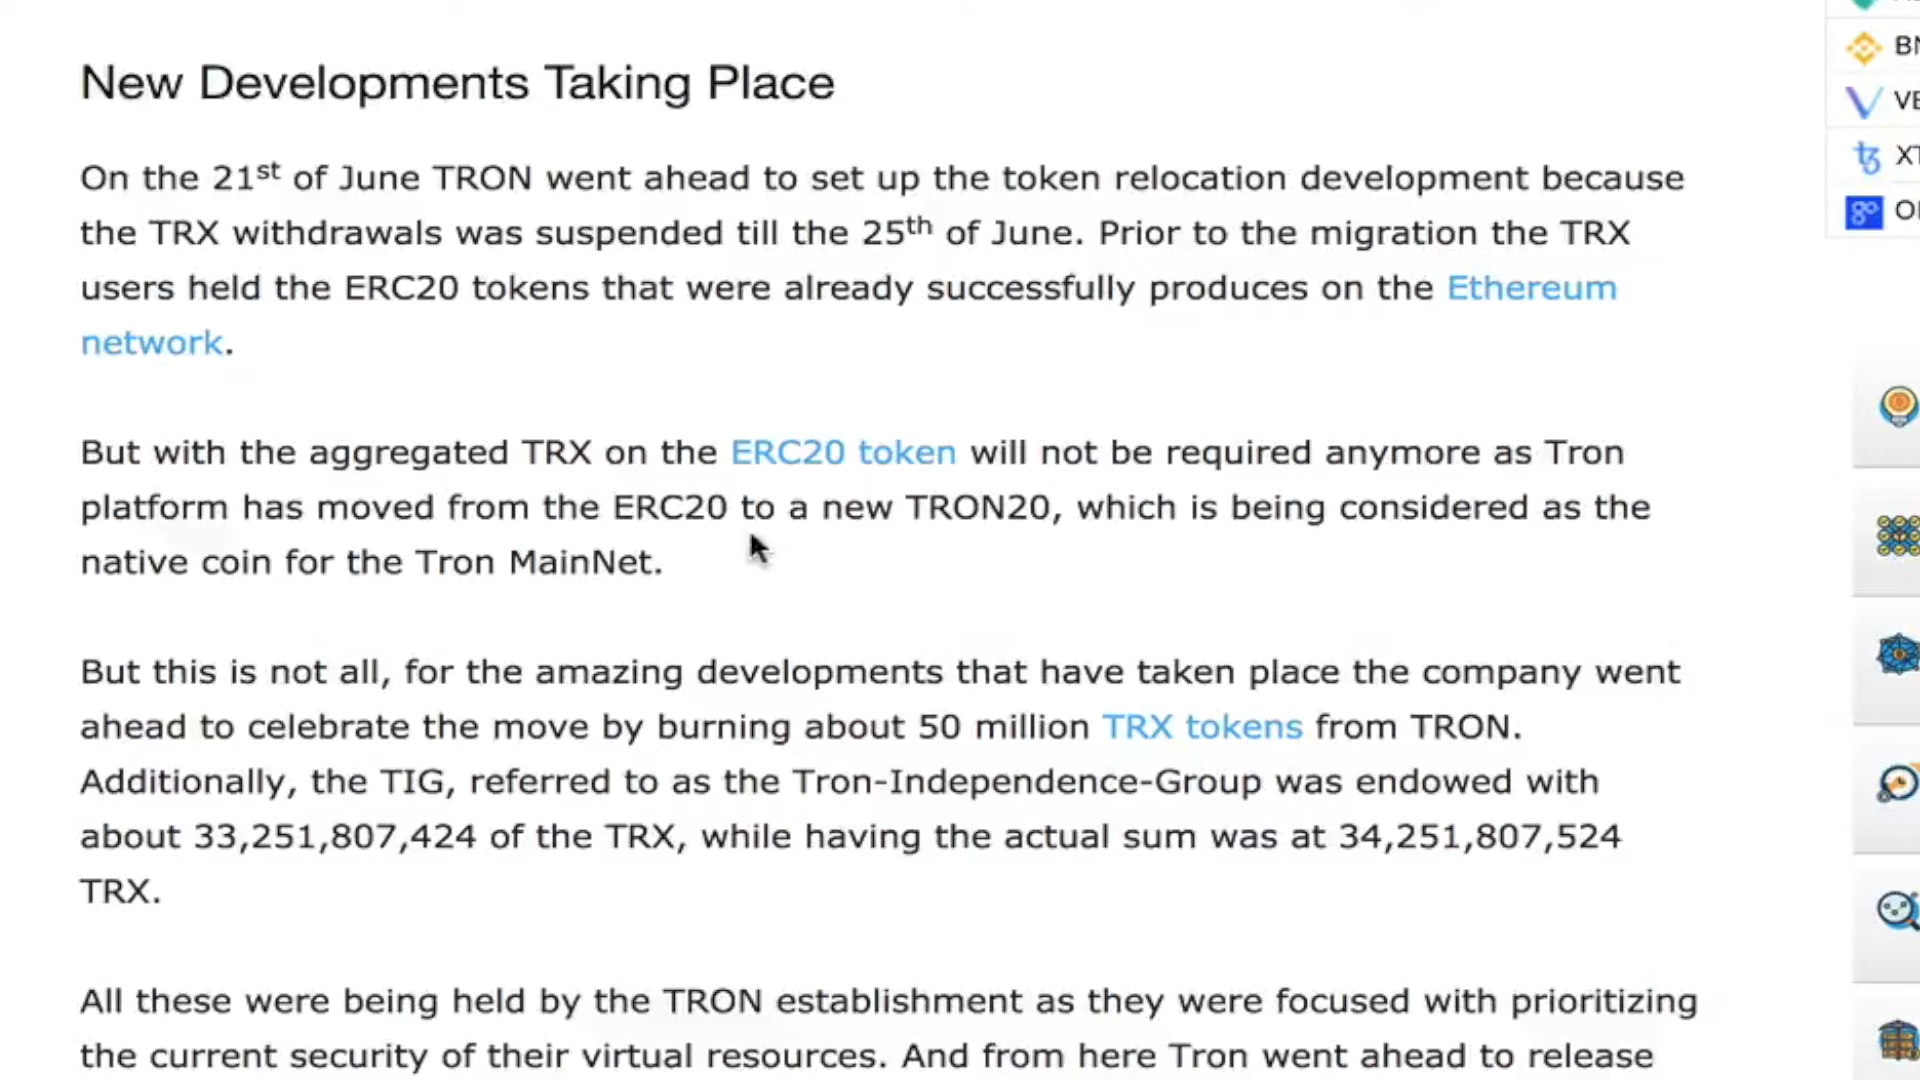 New Developments Taking Place
On the 21st of June TRON went ahead to set up the token relocation development because
the TRX withdrawals was suspended till the 25th of June. Prior to the migration the TRX
users held the ERC20 tokens that were already successfully produces on the Ethereum
network.
But with the aggregated TRX on the ERC20 token will not be required anymore as Tron
platform has moved from the ERC20 to a new TRON20, which is being considered as the
native coin for the Tron MainNet.
But this is not all, for the amazing developments that have taken place the company went
ahead to celebrate the move by burning about 50 million TRX tokens from TRON.
Additionally, the TIG, referred to as the Tron-Independence-Group was endowed with
about 33,251,807,424 of the TRX, while having the actual sum was at 34,251,807,524
TRX.
All these were being held by the TRON establishment as they were focused with prioritizing
the current security of their virtual resources. And from here Tron went ahead to release